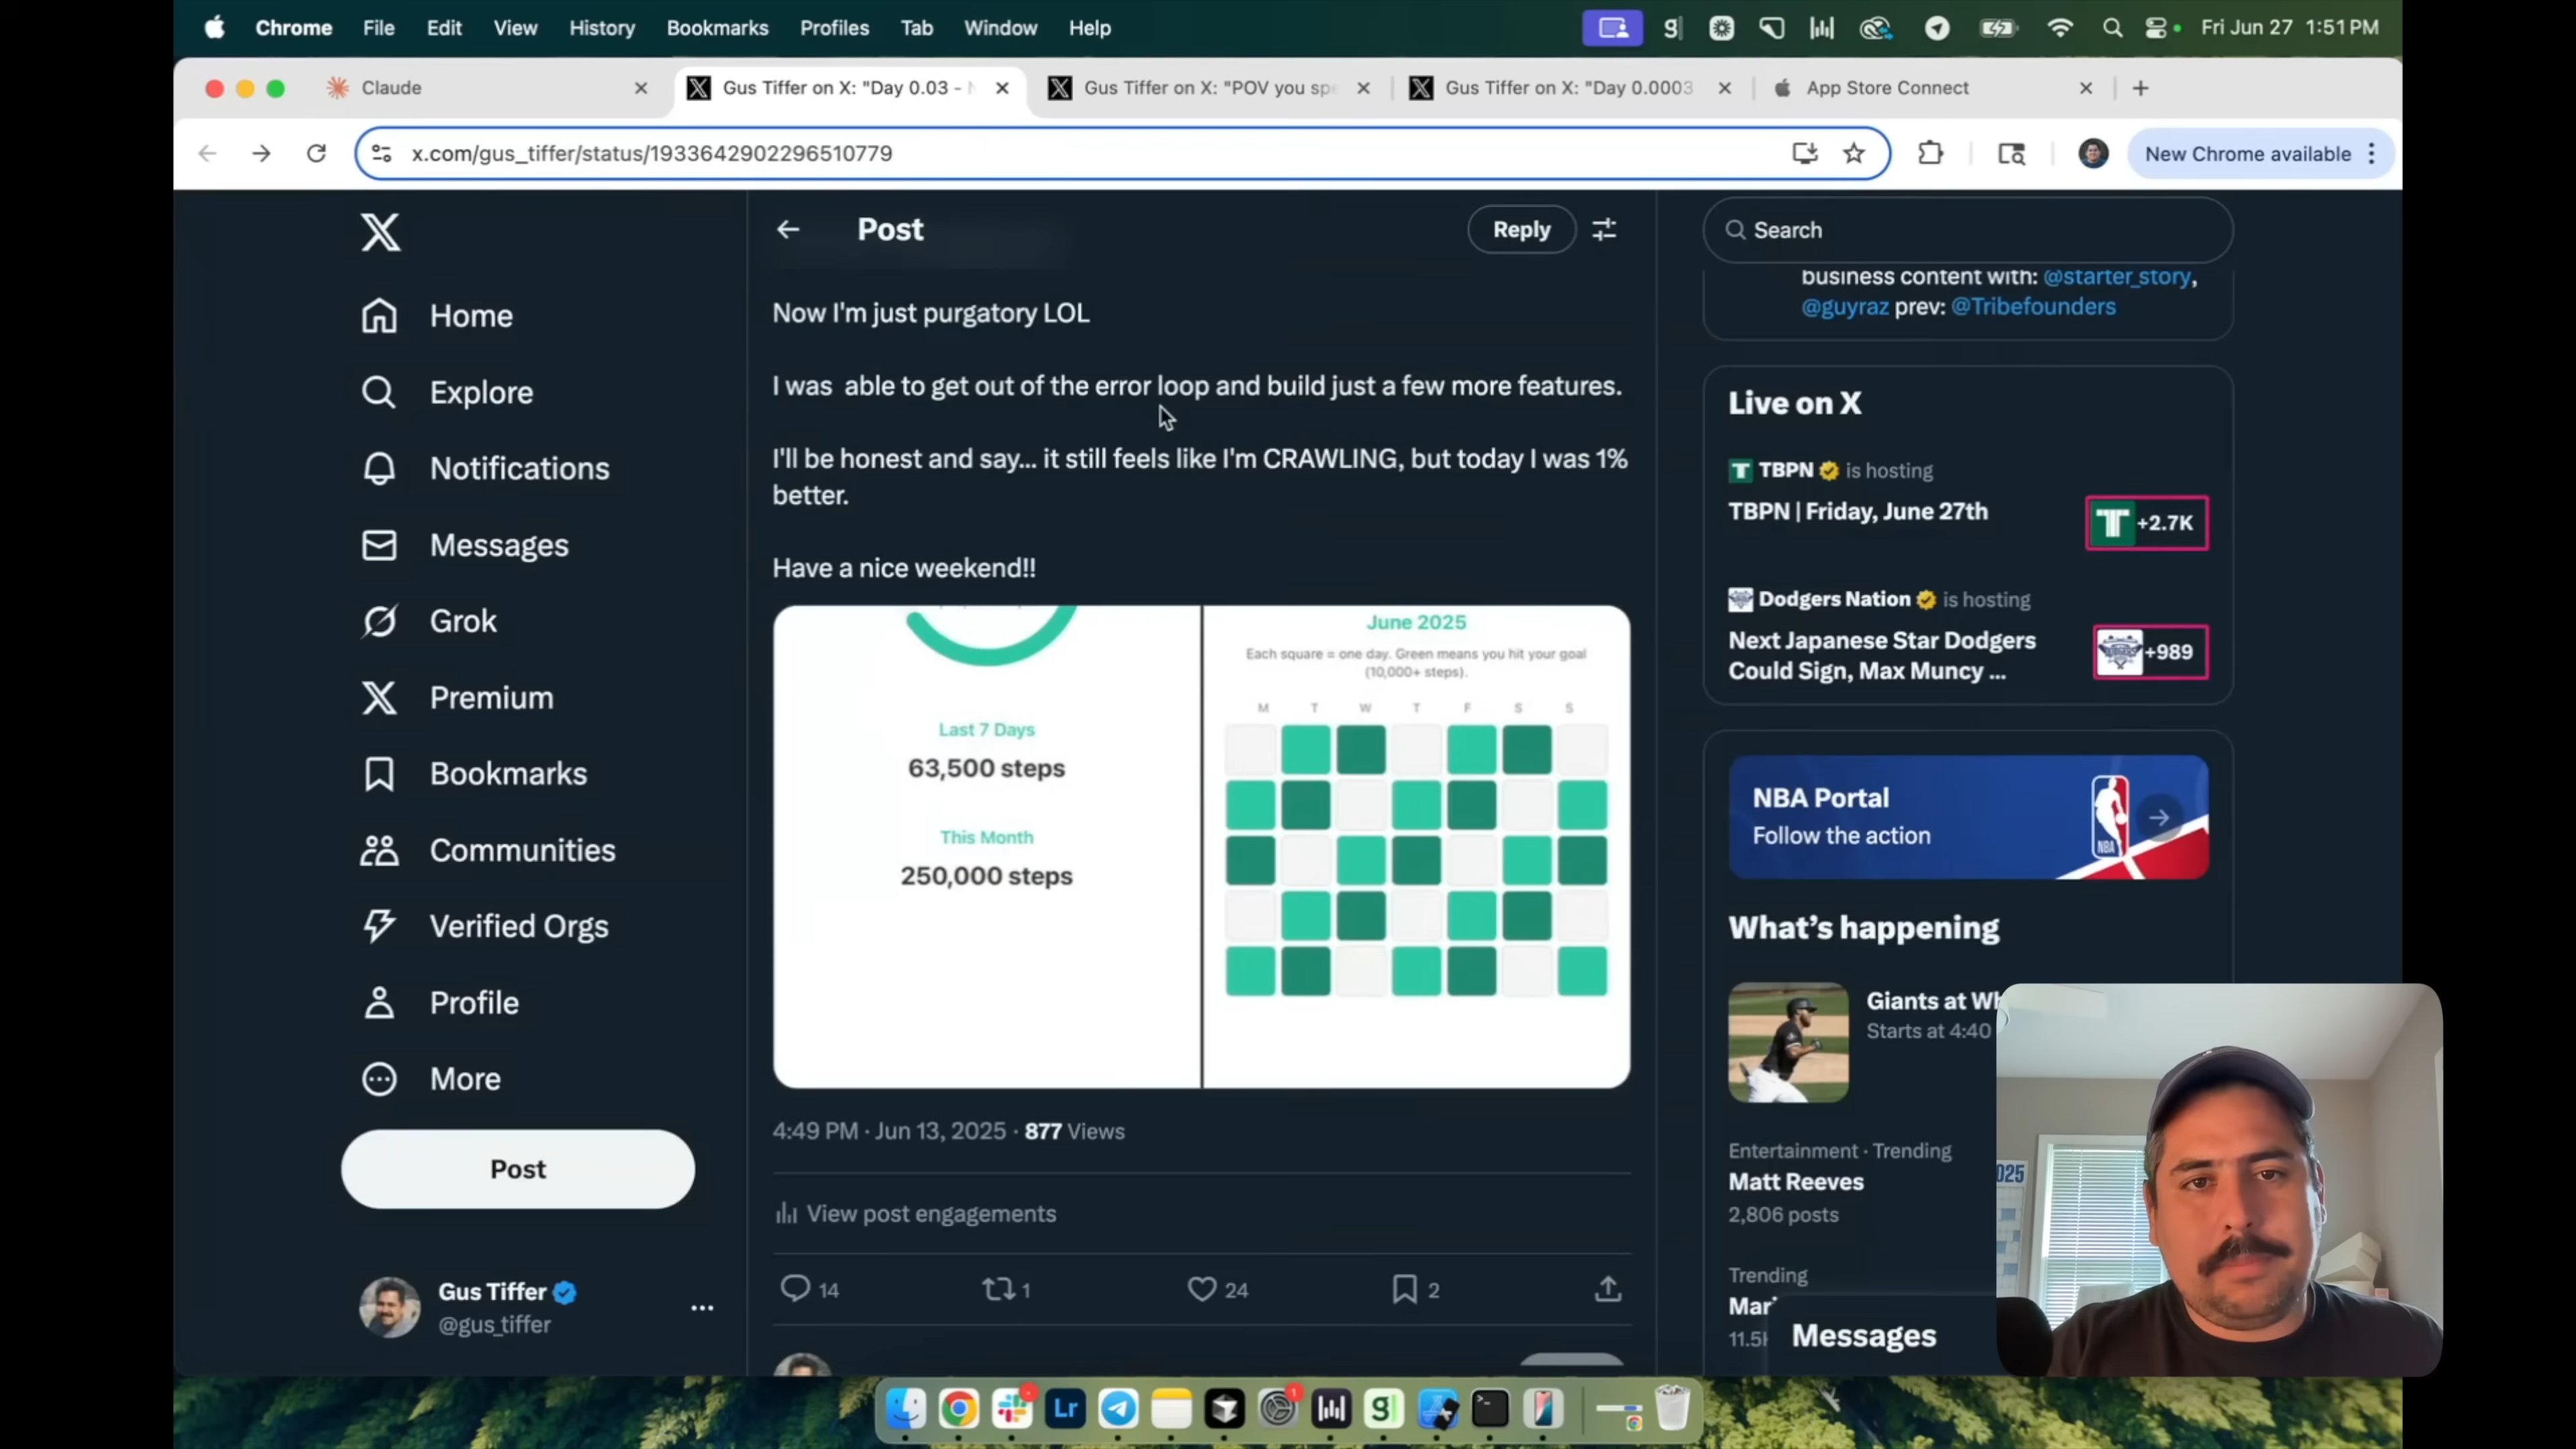 Chrome File Edit View History Bookmarks Profiles Tab Window Help
Fri Jun 27 1:51 PM
Claude
Gus Tiffer on X: "Day 0.03 -
Gus Tiffer on X: "POV you spe
Gus Tiffer on X: "Day 0.0003
App Store Connect
x.com/gus_tiffer/status/1933642902296510779
New Chrome available
Home
Explore
Notifications
Messages
Grok
Premium
Bookmarks
Communities
Verified Orgs
Profile
More
Post
Gus Tiffer
@gus_tiffer
Post
Reply
Now I'm just purgatory LOL
I was able to get out of the error loop and build just a few more features.
I'll be honest and say... it still feels like I'm CRAWLING, but today I was 1%
better.
Have a nice weekend!!
Last 7 Days
63,500 steps
This Month
250,000 steps
June 2025
Each square = one day. Green means you hit your goal
(10,000+ steps).
M T W T F S S
4:49 PM · Jun 13, 2025 · 877 Views
View post engagements
14 1 24 2
Search
business content with: @starter_story,
@guyraz prev: @Tribefounders
Live on X
TBPN is hosting
TBPN | Friday, June 27th
+2.7K
Dodgers Nation is hosting
Next Japanese Star Dodgers
Could Sign, Max Muncy ...
+989
NBA Portal
Follow the action
NBA
What's happening
Giants at Wh
Starts at 4:40
Entertainment · Trending
Matt Reeves
2,806 posts
Trending
Mari
11.5
Messages
025
Lr